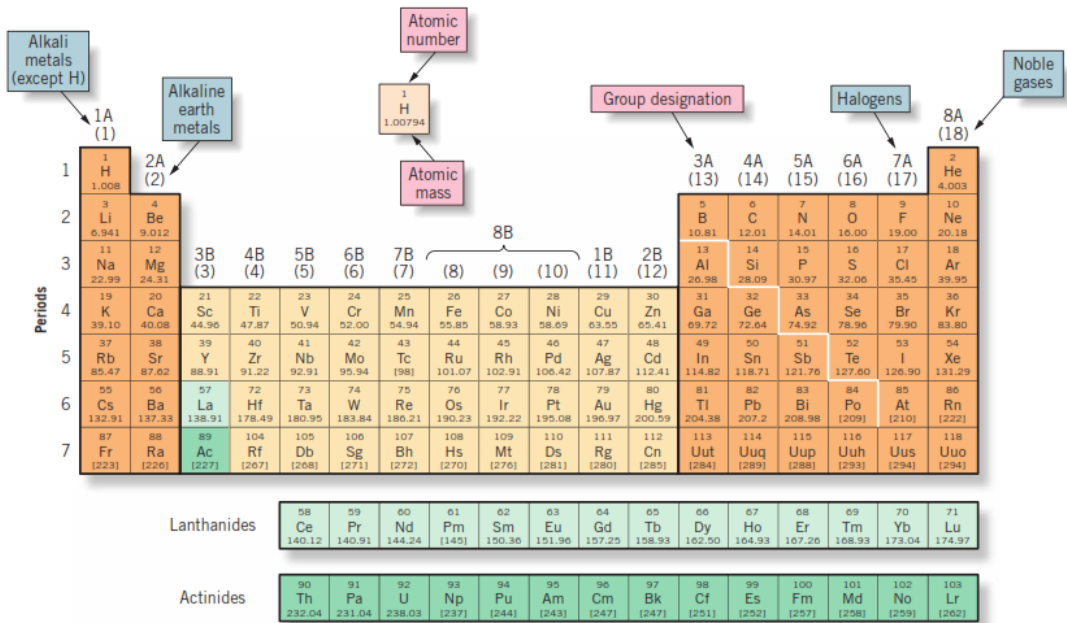 Alkali
metals
(except H)
Alkaline
earth
metals
Atomic
number
1
H
1.00794
Atomic
mass
Group designation
Halogens
Noble
gases
1A
(1)
2A
(2)
3A 4A 5A 6A 7A
(13) (14) (15) (16) (17)
8A
(18)
8B
3B 4B 5B 6B 7B 1B 2B
(3) (4) (5) (6) (7) (8) (9) (10) (11) (12)
Periods
1
1 2
H He
1.008 4.003
2
3 4 5 6 7 8 9 10
Li Be B C N O F Ne
6.941 9.012 10.81 12.01 14.01 16.00 19.00 20.18
3
11 12 13 14 15 16 17 18
Na Mg Al Si P S Cl Ar
22.99 24.31 26.98 28.09 30.97 32.06 35.45 39.95
4
19 20 21 22 23 24 25 26 27 28 29 30 31 32 33 34 35 36
K Ca Sc Ti V Cr Mn Fe Co Ni Cu Zn Ga Ge As Se Br Kr
39.10 40.08 44.96 47.87 50.94 52.00 54.94 55.85 58.93 58.69 63.55 65.41 69.72 72.64 74.92 78.96 79.90 83.80
5
37 38 39 40 41 42 43 44 45 46 47 48 49 50 51 52 53 54
Rb Sr Y Zr Nb Mo Tc Ru Rh Pd Ag Cd In Sn Sb Te I Xe
85.47 87.62 88.91 91.22 92.91 95.94 [98] 101.07 102.91 106.42 107.87 112.41 114.82 118.71 121.76 127.60 126.90 131.29
6
55 56 57 72 73 74 75 76 77 78 79 80 81 82 83 84 85 86
Cs Ba La Hf Ta W Re Os Ir Pt Au Hg Tl Pb Bi Po At Rn
132.91 137.33 138.91 178.49 180.95 183.84 186.21 190.23 192.22 195.08 196.97 200.59 204.38 207.2 208.98 [209] [210] [222]
7
87 88 89 104 105 106 107 108 109 110 111 112 113 114 115 116 117 118
Fr Ra Ac Rf Db Sg Bh Hs Mt Ds Rg Cn Uut Uuq Uup Uuh Uus Uuo
[223] [226] [227] [267] [268] [271] [272] [270] [276] [281] [280] [285] [284] [289] [288] [293] [294] [294]
Lanthanides
58 59 60 61 62 63 64 65 66 67 68 69 70 71
Ce Pr Nd Pm Sm Eu Gd Tb Dy Ho Er Tm Yb Lu
140.12 140.91 144.24 [145] 150.36 151.96 157.25 158.93 162.50 164.93 167.26 168.93 173.04 174.97
Actinides
90 91 92 93 94 95 96 97 98 99 100 101 102 103
Th Pa U Np Pu Am Cm Bk Cf Es Fm Md No Lr
232.04 231.04 238.03 [237] [244] [243] [247] [247] [251] [252] [257] [258] [259] [262]